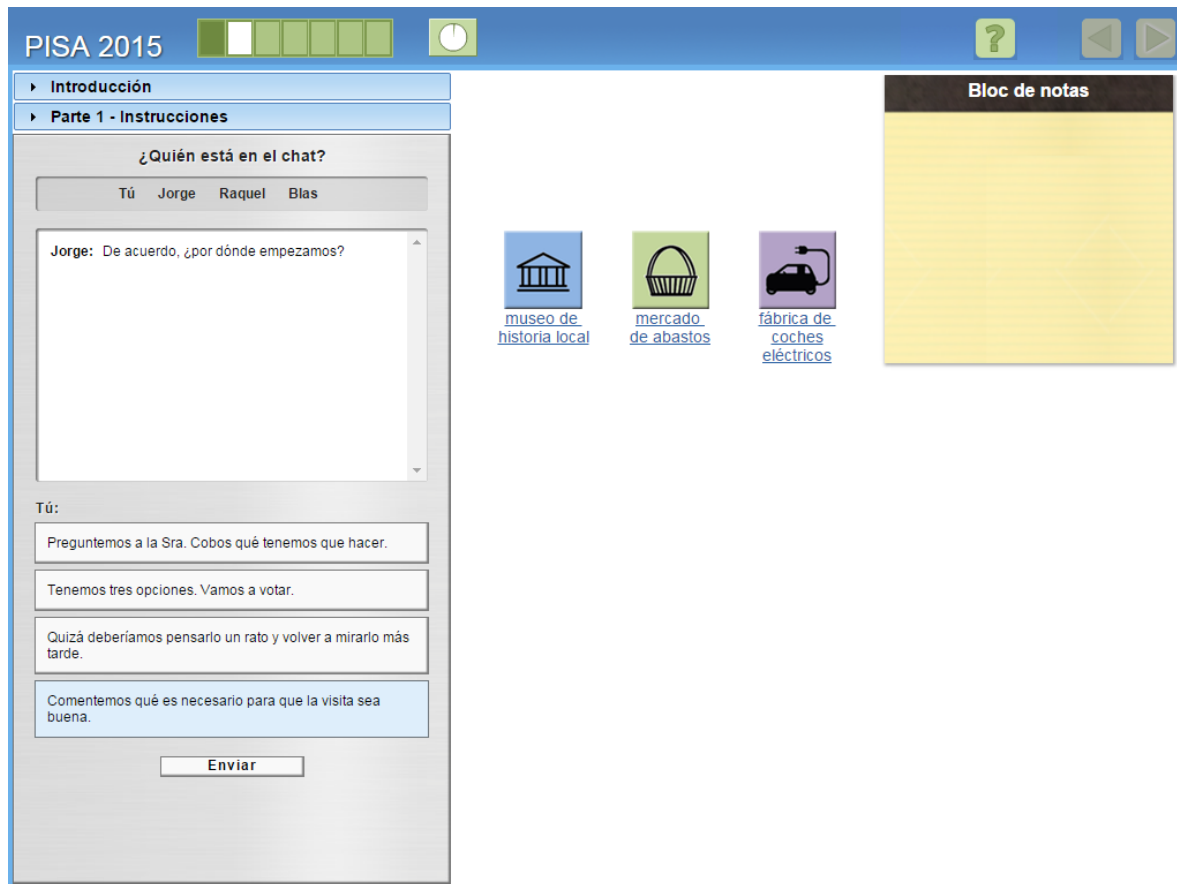 PISA 2015
?
Introducción
Parte 1 - Instrucciones
¿Quién está en el chat?
Tú Jorge Raquel Blas
Jorge: De acuerdo, ¿por dónde empezamos?
Tú:
Preguntemos a la Sra. Cobos qué tenemos que hacer.
Tenemos tres opciones. Vamos a votar.
Quizá deberíamos pensarlo un rato y volver a mirarlo más
tarde.
Comentemos qué es necesario para que la visita sea
buena.
Enviar
museo de
historia local
mercado
de abastos
fábrica de
coches
eléctricos
Bloc de notas